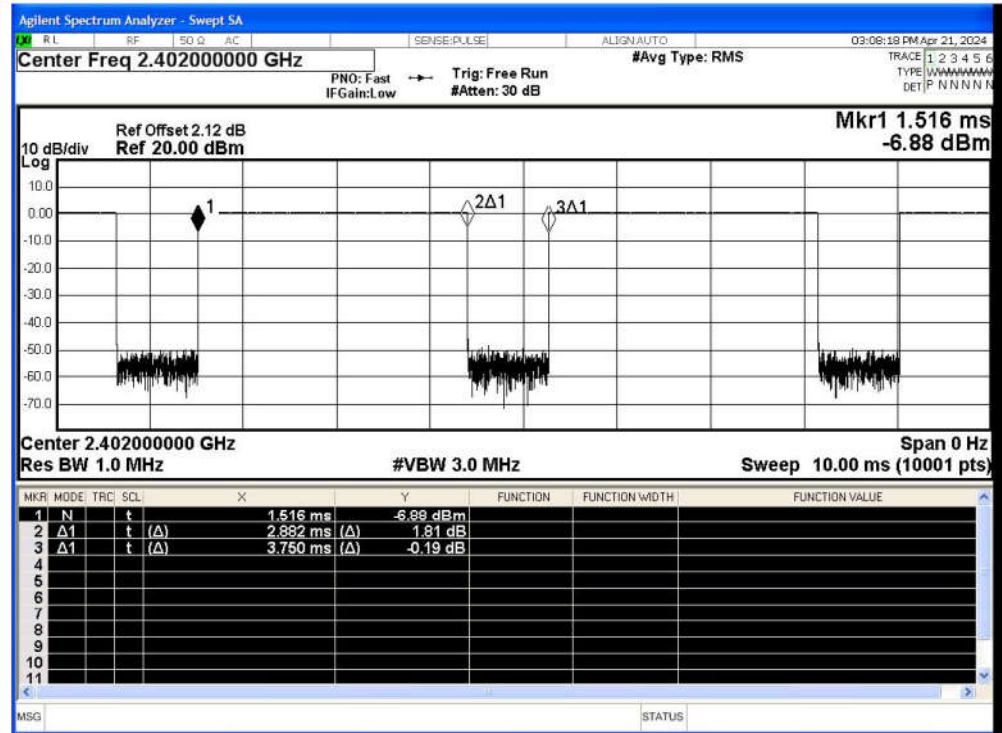 Agilent Spectrum Analyzer - Swept SA
RL RF 50 Ω AC SENSE:PULSE ALIGN AUTO 03:08:18 PM Apr 21, 2024
Center Freq 2.402000000 GHz #Avg Type: RMS TRACE 1 2 3 4 5 6
PNO: Fast Trig: Free Run TYPE
IFGain:Low #Atten: 30 dB DET P N N N N N
Mkr1 1.516 ms
-6.88 dBm
Ref Offset 2.12 dB
10 dB/div Ref 20.00 dBm
Log
10.0
0.00
-10.0
-20.0
-30.0
-40.0
-50.0
-60.0
-70.0
1 2Δ1 3Δ1
Center 2.402000000 GHz Span 0 Hz
Res BW 1.0 MHz #VBW 3.0 MHz Sweep 10.00 ms (10001 pts)
MKR MODE TRC SCL X Y FUNCTION FUNCTION WIDTH FUNCTION VALUE
1 N t 1.516 ms -6.88 dBm
2 Δ1 t (Δ) 2.882 ms (Δ) 1.81 dB
3 Δ1 t (Δ) 3.750 ms (Δ) -0.19 dB
4
5
6
7
8
9
10
11
MSG STATUS